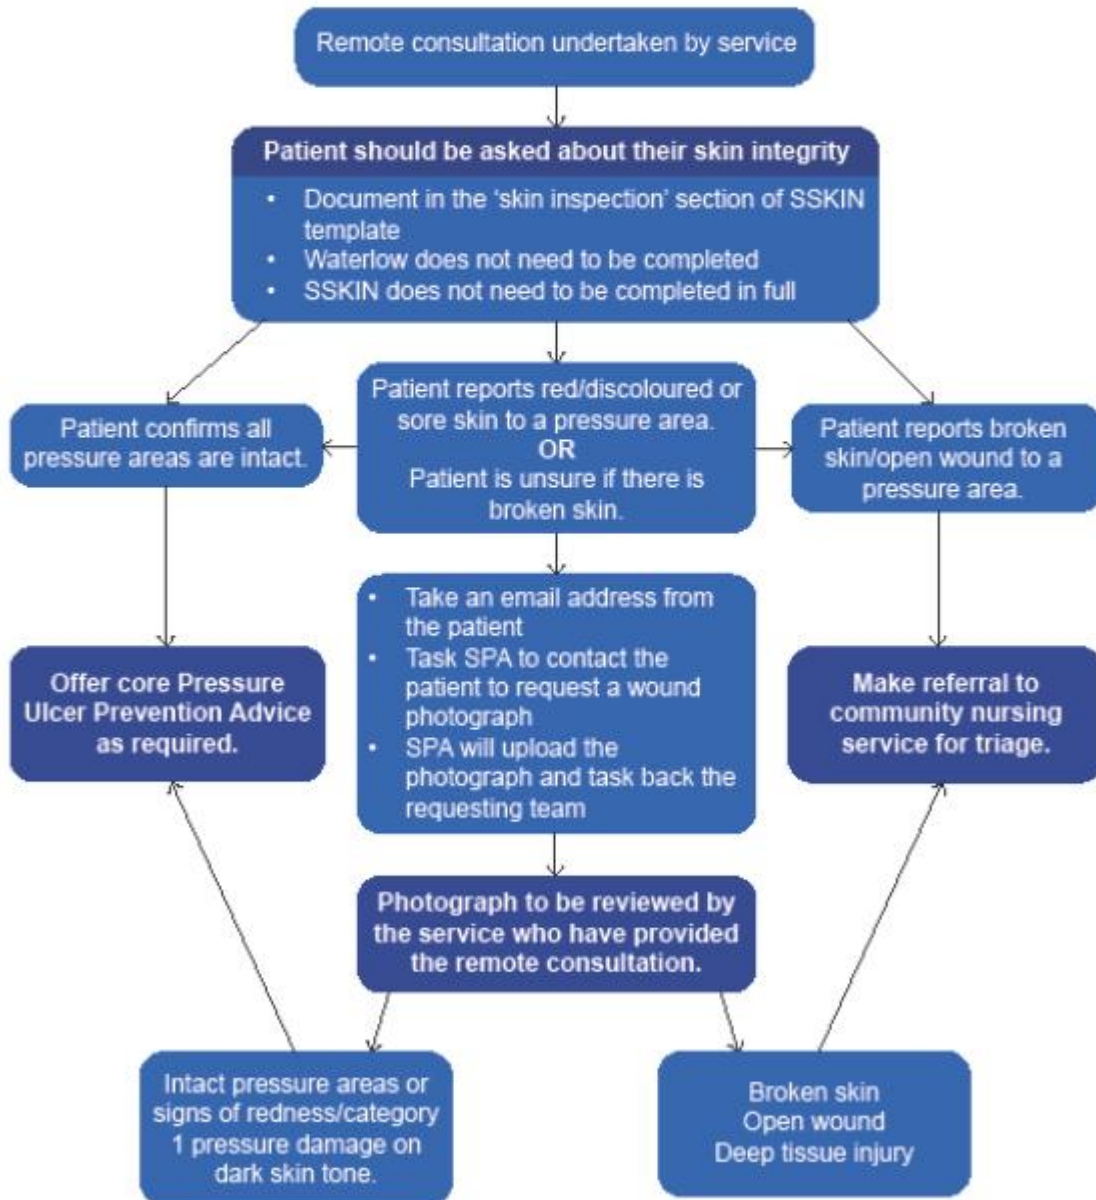 Remote consultation undertaken by service
Patient should be asked about their skin integrity
• Document in the 'skin inspection' section of SSKIN
template
• Waterlow does not need to be completed
• SSKIN does not need to be completed in full
Patient confirms all
pressure areas are intact.
Patient reports red/discoloured or
sore skin to a pressure area.
OR
Patient is unsure if there is
broken skin.
Patient reports broken
skin/open wound to a
pressure area.
• Take an email address from
the patient
• Task SPA to contact the
patient to request a wound
photograph
• SPA will upload the
photograph and task back the
requesting team
Offer core Pressure
Ulcer Prevention Advice
as required.
Make referral to
community nursing
service for triage.
Photograph to be reviewed by
the service who have provided
the remote consultation.
Intact pressure areas or
signs of redness/category
1 pressure damage on
dark skin tone.
Broken skin
Open wound
Deep tissue injury